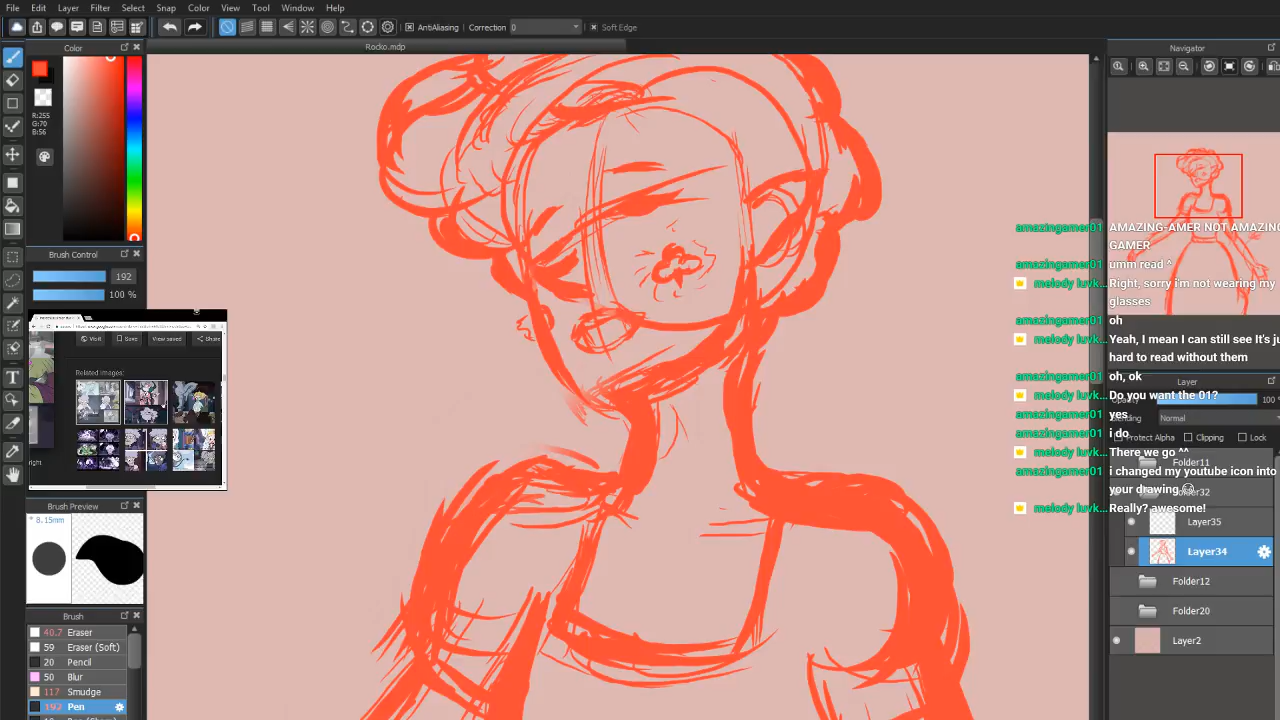 File Edit Layer Filter Select Snap Color View Tool Window Help
AntiAliasing Correction 0 Soft Edge
Color
Rocko.mdp
Navigator
R:255
G:70
B:56
Brush Control
192
100 %
Visit Save View saved Share
Related Images:
Brush Preview
* 8.15mm
Brush
40.7 Eraser
59 Eraser (Soft)
20 Pencil
50 Blur
117 Smudge
192 Pen
amazingamer01 AMAZING-AMER NOT AMAZING
GAMER
amazingamer01 umm read ^
melody luvk... Right, sorry i'm not wearing my
glasses
amazingamer01 oh
melody luvk... Yeah, I mean I can still see It's ju
hard to read without them
amazingamer01 oh, ok
melody luvk... Do you want the 01?
amazingamer01 yes
amazingamer01 i do
melody luvk... There we go ^^
amazingamer01 i changed my youtube icon into
your drawing
melody luvk... Really? awesome!
Layer
Opacity 100
Blending Normal
Protect Alpha Clipping Lock
Folder11
Layer35
Layer34
Folder12
Folder20
Layer2